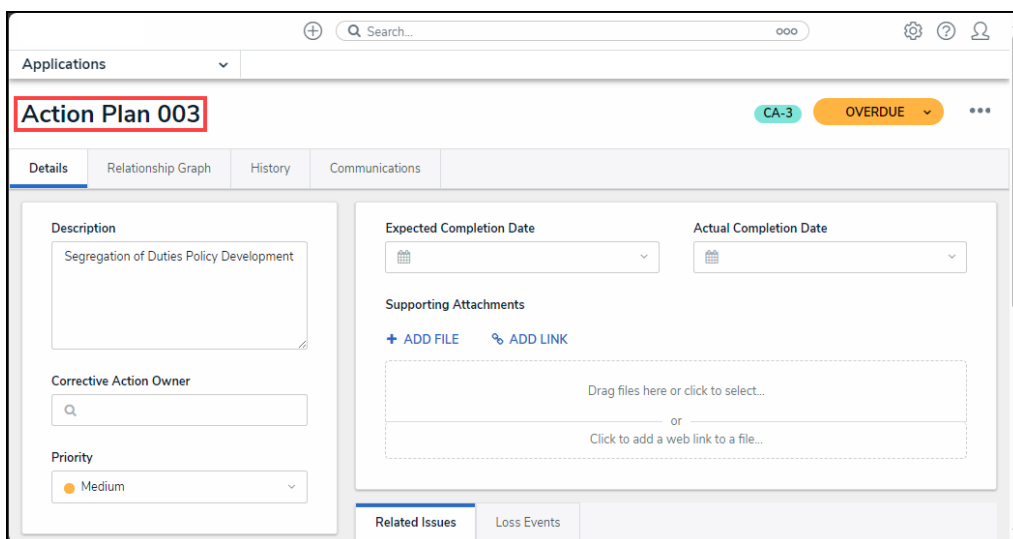 Search...
Applications
Action Plan 003
CA-3
OVERDUE
Details
Relationship Graph
History
Communications
Description
Segregation of Duties Policy Development
Corrective Action Owner
Priority
Medium
Expected Completion Date
Actual Completion Date
Supporting Attachments
+ ADD FILE
ADD LINK
Drag files here or click to select...
or
Click to add a web link to a file...
Related Issues
Loss Events